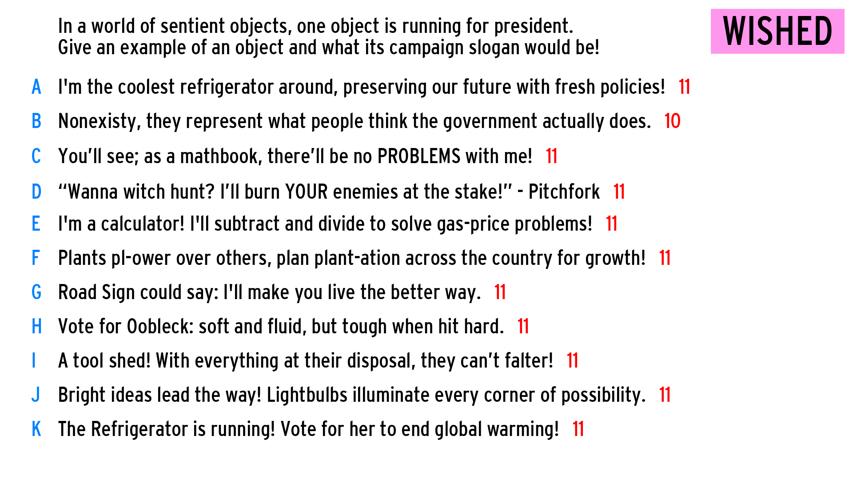 In a world of sentient objects, one object is running for president.
Give an example of an object and what its campaign slogan would be!
WISHED
A I'm the coolest refrigerator around, preserving our future with fresh policies! 11
B Nonexisty, they represent what people think the government actually does. 10
C You’ll see; as a mathbook, there’ll be no PROBLEMS with me! 11
D “Wanna witch hunt? I’ll burn YOUR enemies at the stake!” - Pitchfork 11
E I'm a calculator! I'll subtract and divide to solve gas-price problems! 11
F Plants pl-ower over others, plan plant-ation across the country for growth! 11
G Road Sign could say: I'll make you live the better way. 11
H Vote for Oobleck: soft and fluid, but tough when hit hard. 11
I A tool shed! With everything at their disposal, they can’t falter! 11
J Bright ideas lead the way! Lightbulbs illuminate every corner of possibility. 11
K The Refrigerator is running! Vote for her to end global warming! 11